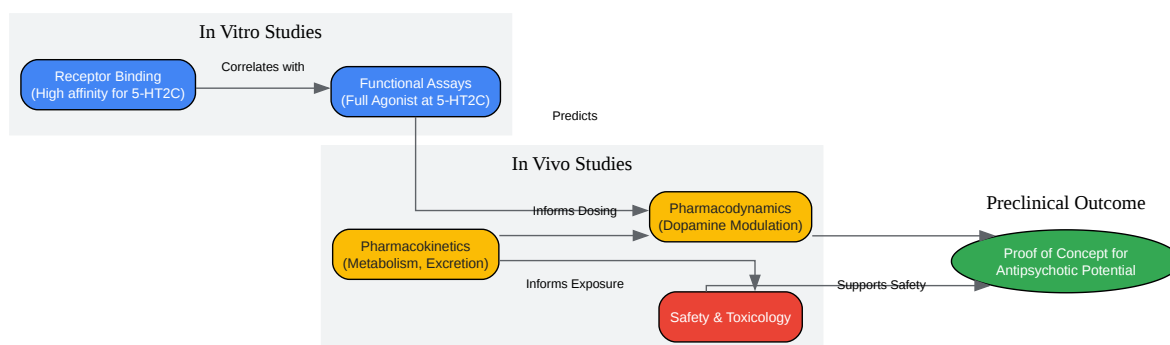 In Vitro Studies
Correlates with
Receptor Binding
(High affinity for 5-HT2C)
Functional Assays
(Full Agonist at 5-HT2C)
Predicts
In Vivo Studies
Informs Dosing
Pharmacodynamics
(Dopamine Modulation)
Pharmacokinetics
(Metabolism, Excretion)
Informs Exposure
Safety & Toxicology
Supports Safety
Preclinical Outcome
Proof of Concept for
Antipsychotic Potential